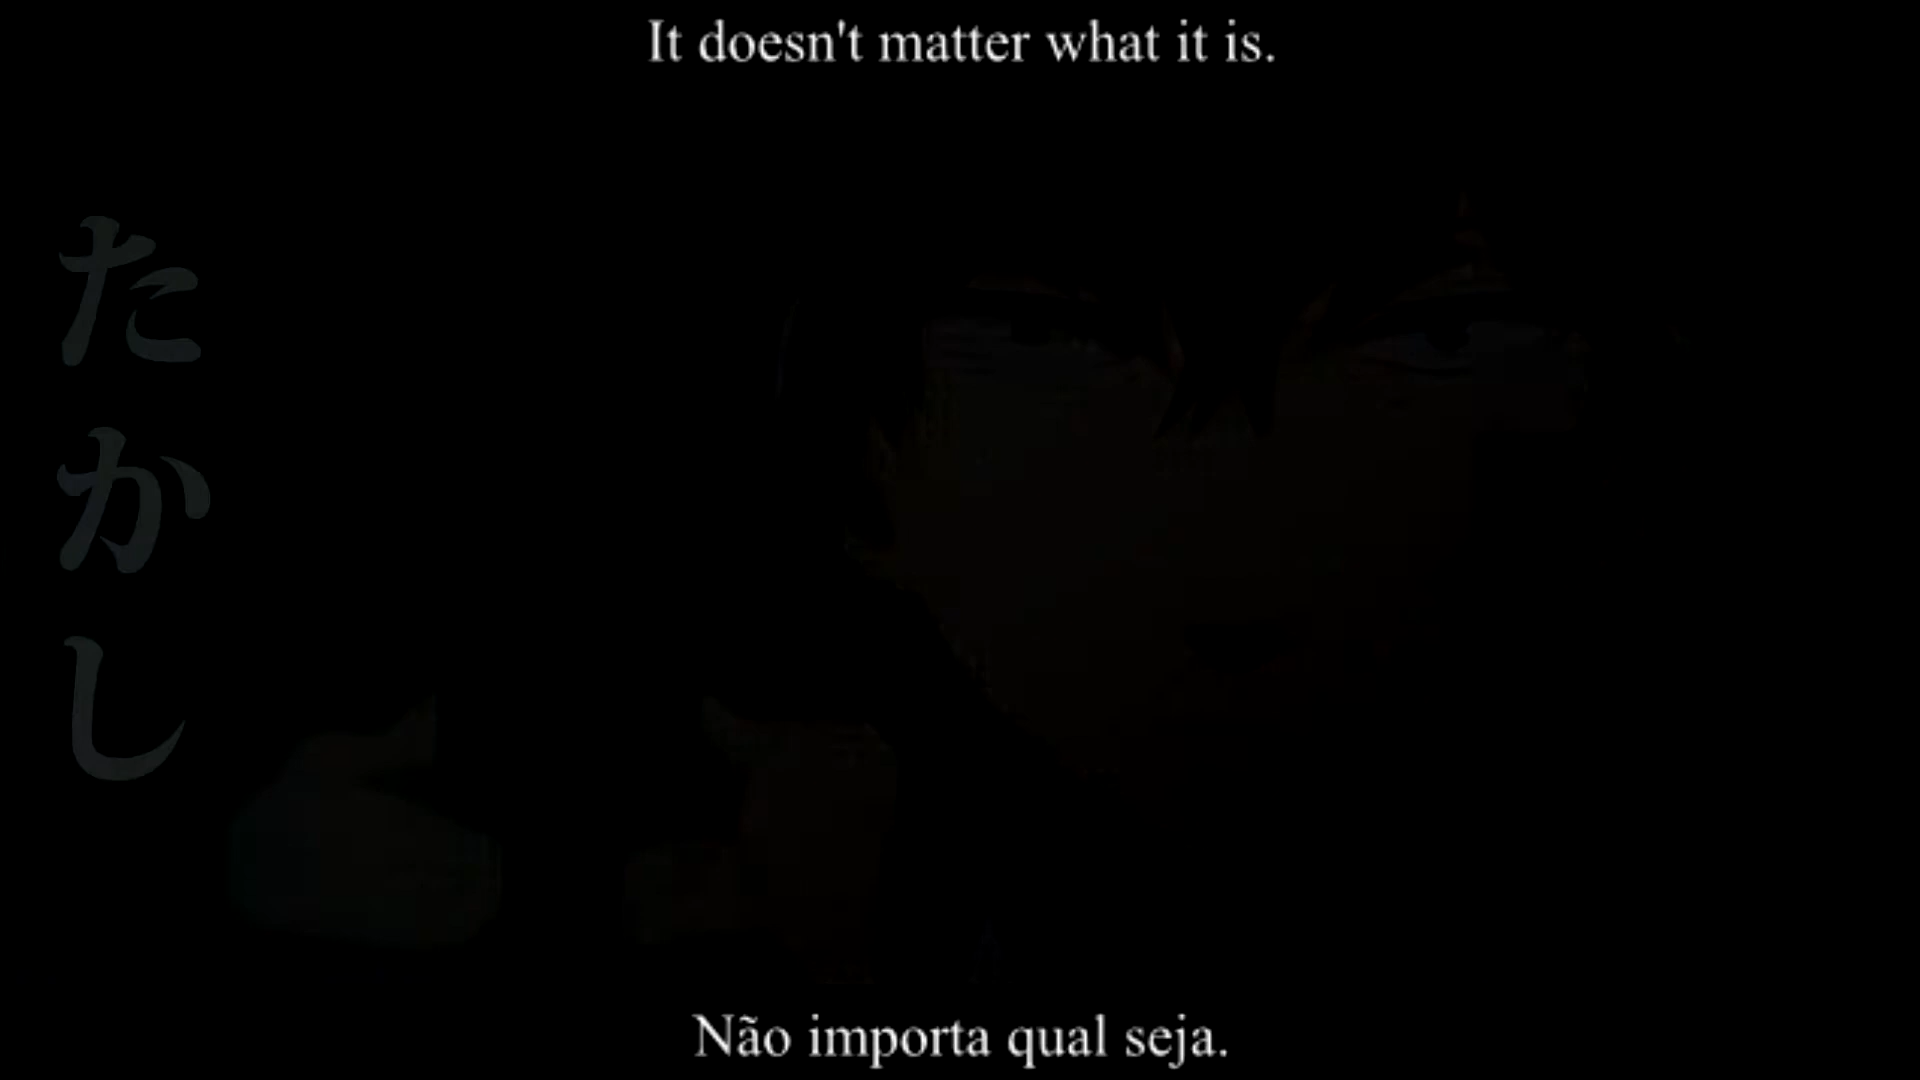 It doesn't matter what it is.
たかし
Não importa qual seja.